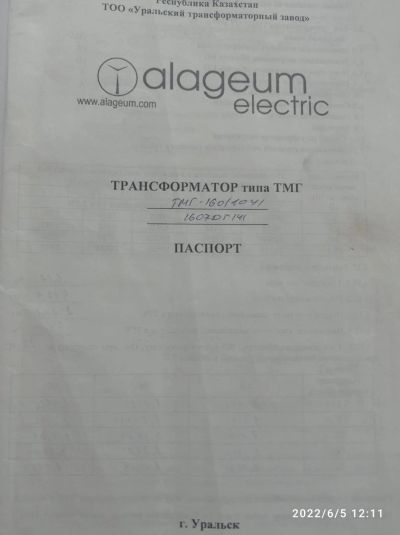 Республика Казахстан
ТОО «Уральский трансформаторный завод»
alageum
electric
www.alageum.com
ТРАНСФОРМАТОР типа ТМГ
ТМГ-160/10 У1
ПАСПОРТ
2022/6/5 12:11
г. Уральск